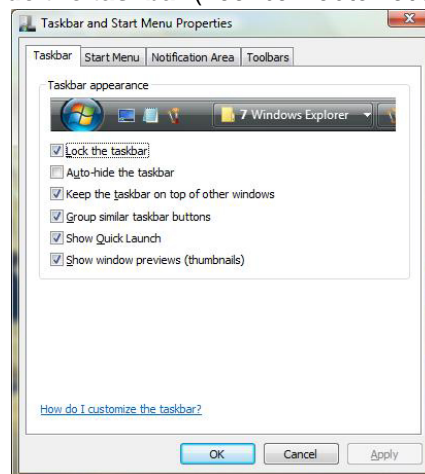 Taskbar and Start Menu Properties
Taskbar Start Menu Notification Area Toolbars
Taskbar appearance
7 Windows Explorer
Lock the taskbar
Auto-hide the taskbar
Keep the taskbar on top of other windows
Group similar taskbar buttons
Show Quick Launch
Show window previews (thumbnails)
How do I customize the taskbar?
OK Cancel Apply